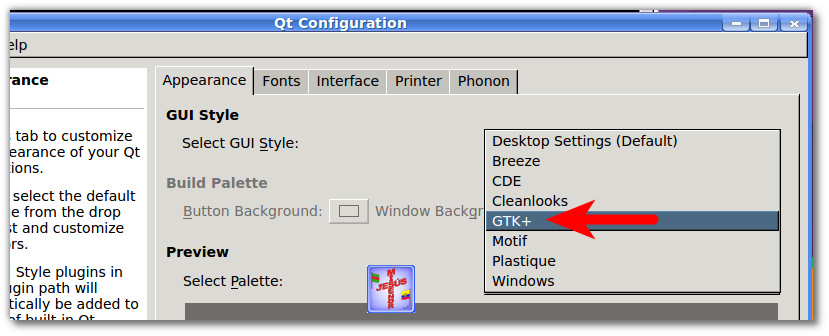 Qt Configuration
elp
Appearance Fonts Interface Printer Phonon
rance
s tab to customize
earance of your Qt
tions.
select the default
e from the drop
st and customize
ors.
Style plugins in
ugin path will
tically be added to
of built-in Qt
GUI Style
Select GUI Style:
Desktop Settings (Default)
Breeze
CDE
Cleanlooks
GTK+
Motif
Plastique
Windows
Build Palette
Button Background: Window Backgr
Preview
Select Palette:
JESÚS